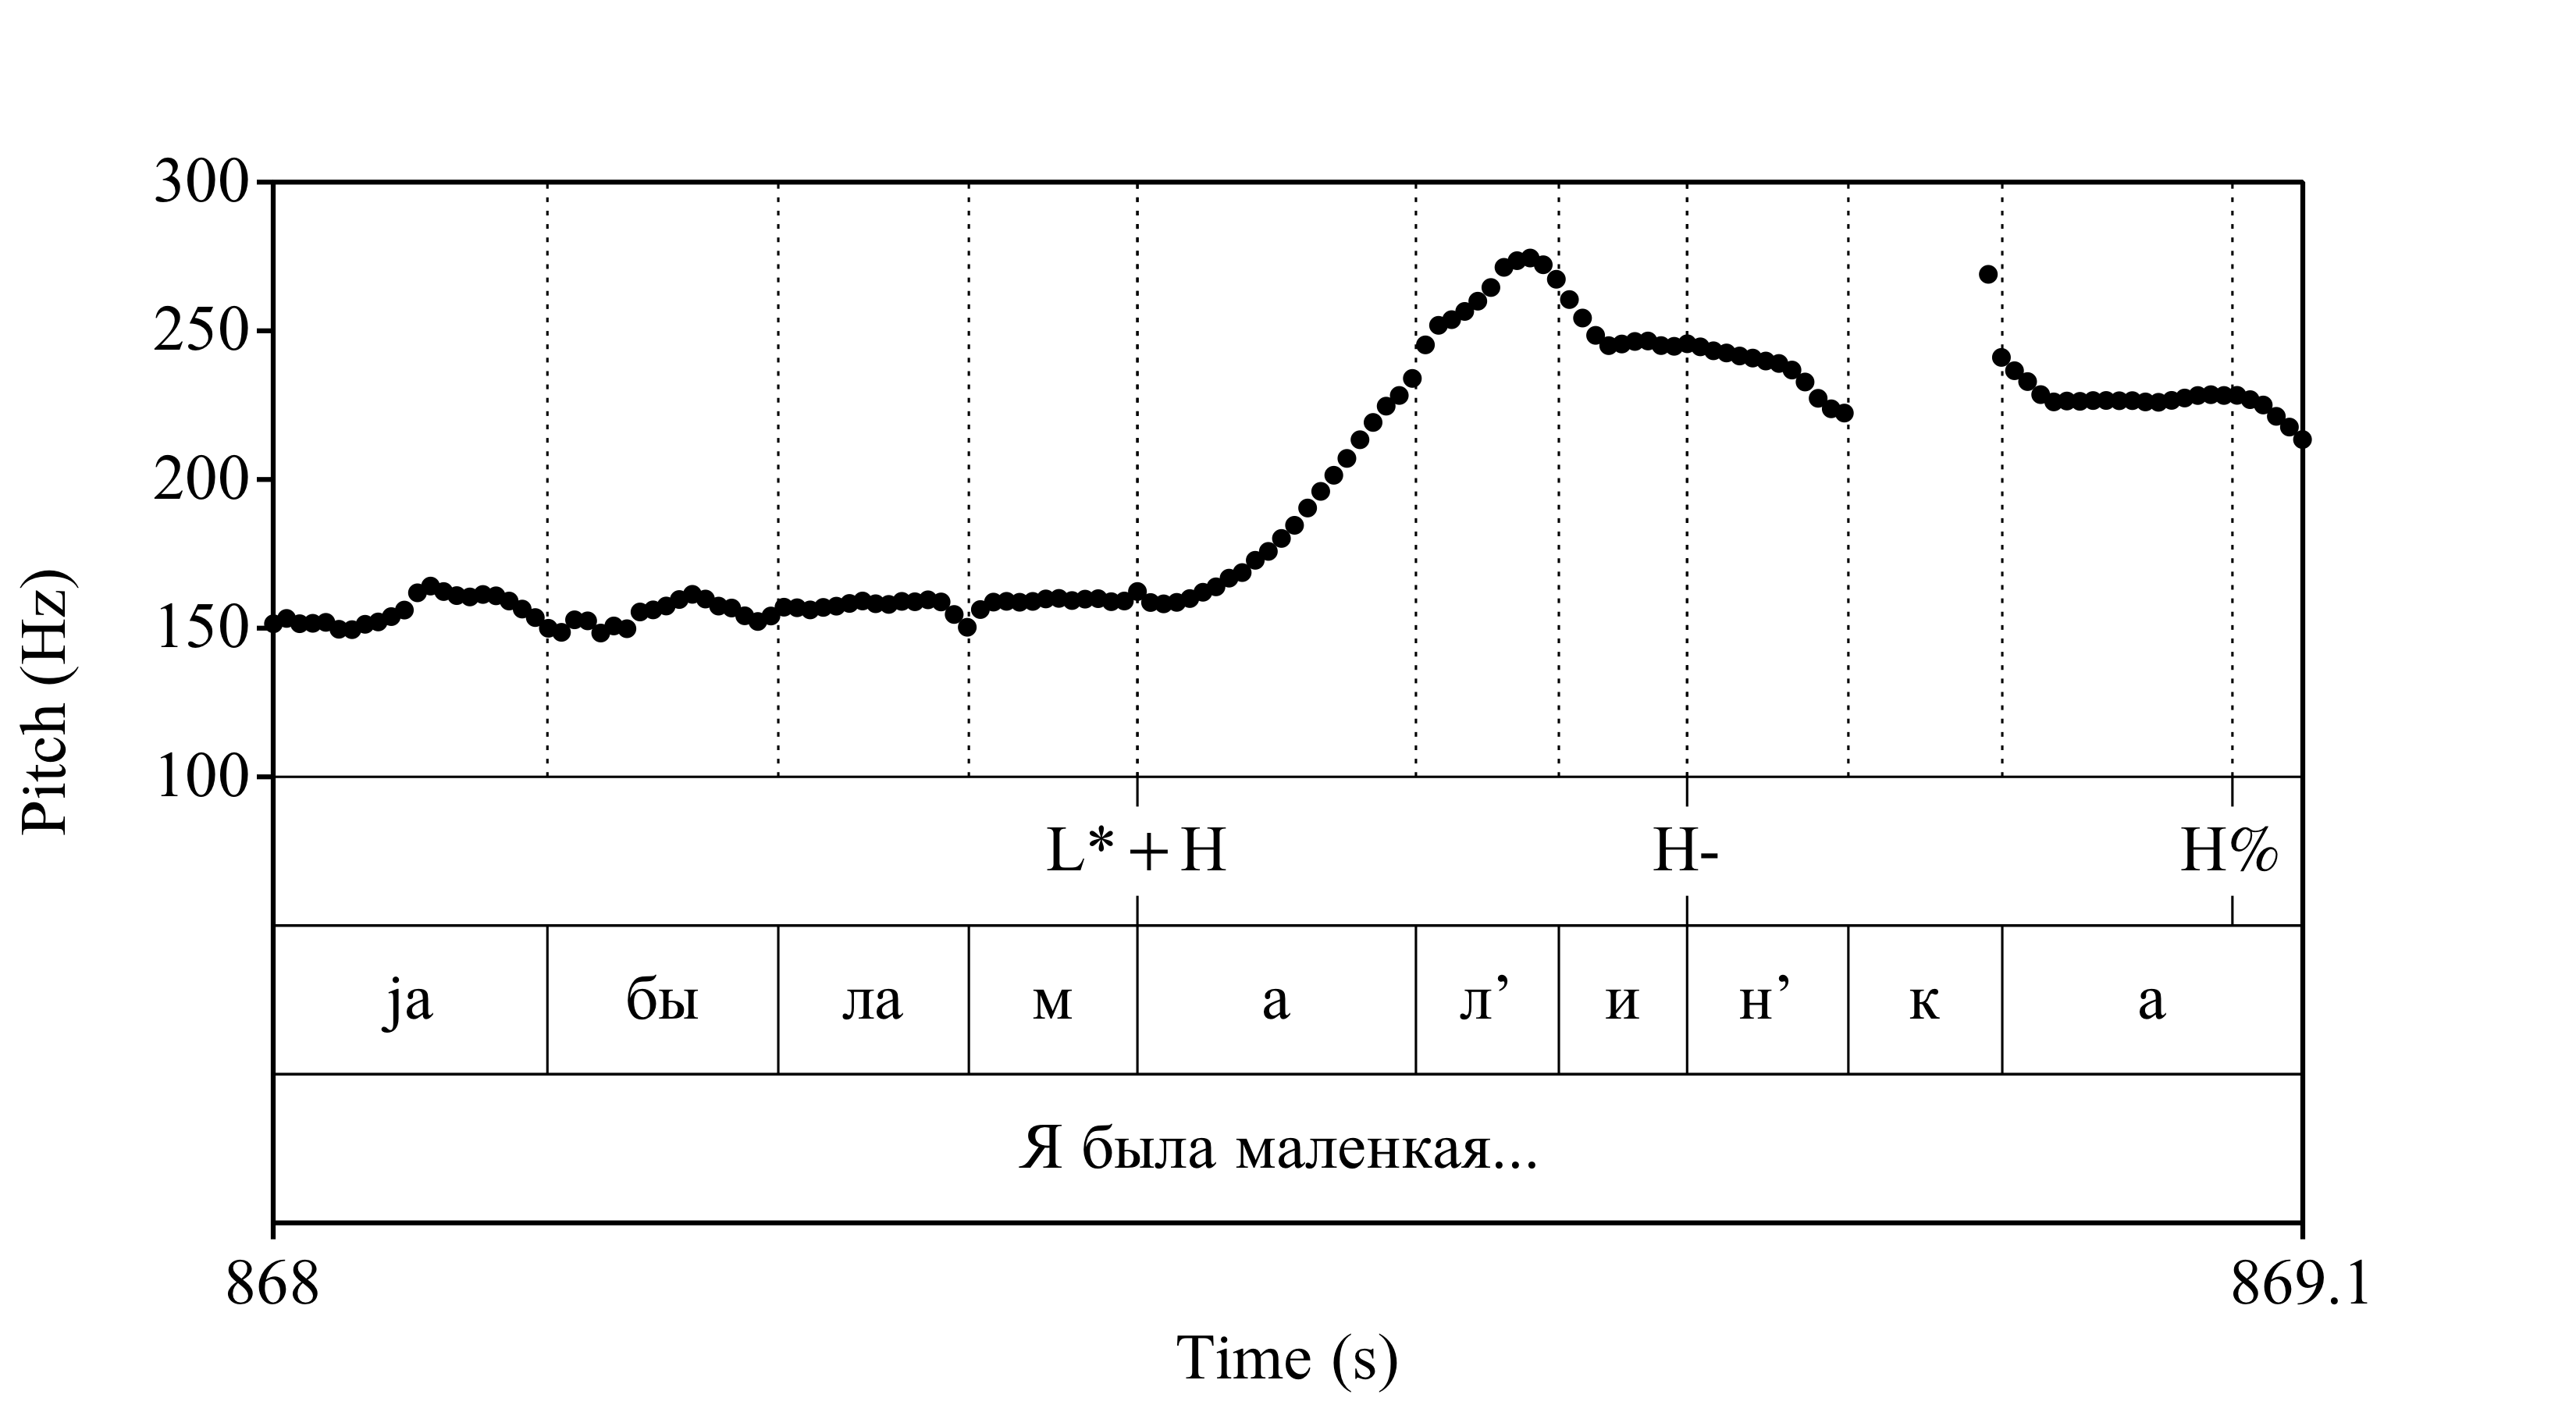 300
250
200
150
100
Pitch (Hz)
L*+H H- H%
ja бы ла м а л’ и н’ к а
Я была маленкая...
868 869.1
Time (s)